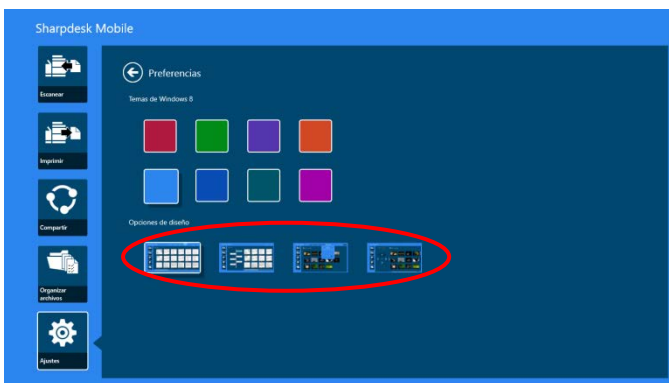 Sharpdesk Mobile
Escanear
Imprimir
Compartir
Organizar
archivos
Ajustes
Preferencias
Temas de Windows 8
Opciones de diseño